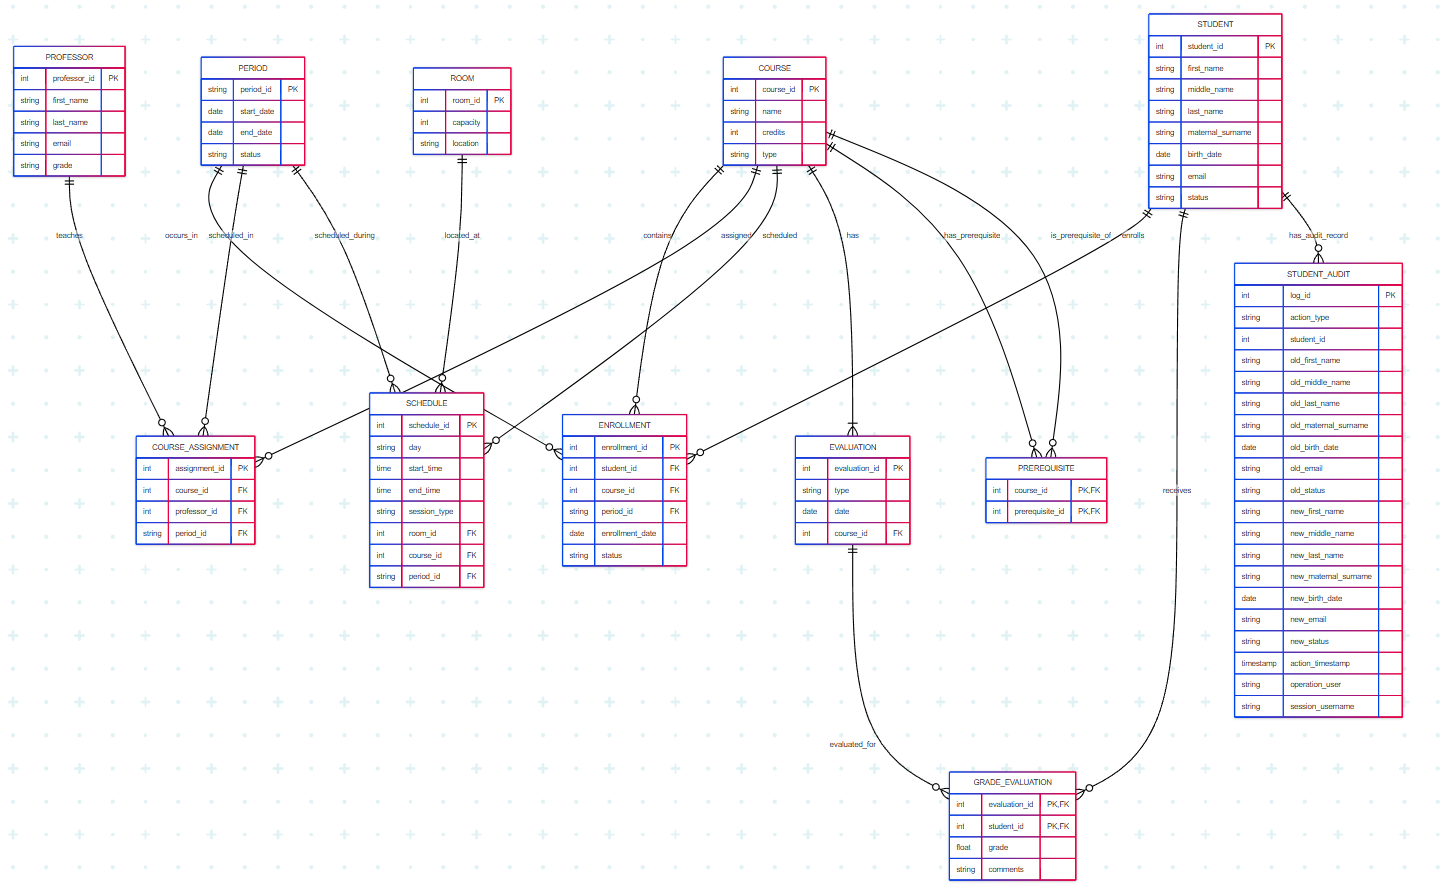 PROFESSOR
int professor_id PK
string first_name
string last_name
string email
string grade
PERIOD
string period_id PK
date start_date
date end_date
string status
ROOM
int room_id PK
int capacity
string location
COURSE
int course_id PK
string name
int credits
string type
STUDENT
int student_id PK
string first_name
string middle_name
string last_name
string maternal_surname
date birth_date
string email
string status
teaches
occurs_in
scheduled_in
scheduled_during
located_at
contains
assigned
scheduled
has
has_prerequisite
is_prerequisite_of
enrolls
has_audit_record
COURSE_ASSIGNMENT
int assignment_id PK
int course_id FK
int professor_id FK
string period_id FK
SCHEDULE
int schedule_id PK
string day
time start_time
time end_time
string session_type
int room_id FK
int course_id FK
string period_id FK
ENROLLMENT
int enrollment_id PK
int student_id FK
int course_id FK
string period_id FK
date enrollment_date
string status
EVALUATION
int evaluation_id PK
string type
date date
int course_id FK
PREREQUISITE
int course_id PK,FK
int prerequisite_id PK,FK
STUDENT_AUDIT
int log_id PK
string action_type
int student_id
string old_first_name
string old_middle_name
string old_last_name
string old_maternal_surname
date old_birth_date
string old_email
string old_status
string new_first_name
string new_middle_name
string new_last_name
string new_maternal_surname
date new_birth_date
string new_email
string new_status
timestamp action_timestamp
string operation_user
string session_username
receives
evaluated_for
GRADE_EVALUATION
int evaluation_id PK,FK
int student_id PK,FK
float grade
string comments